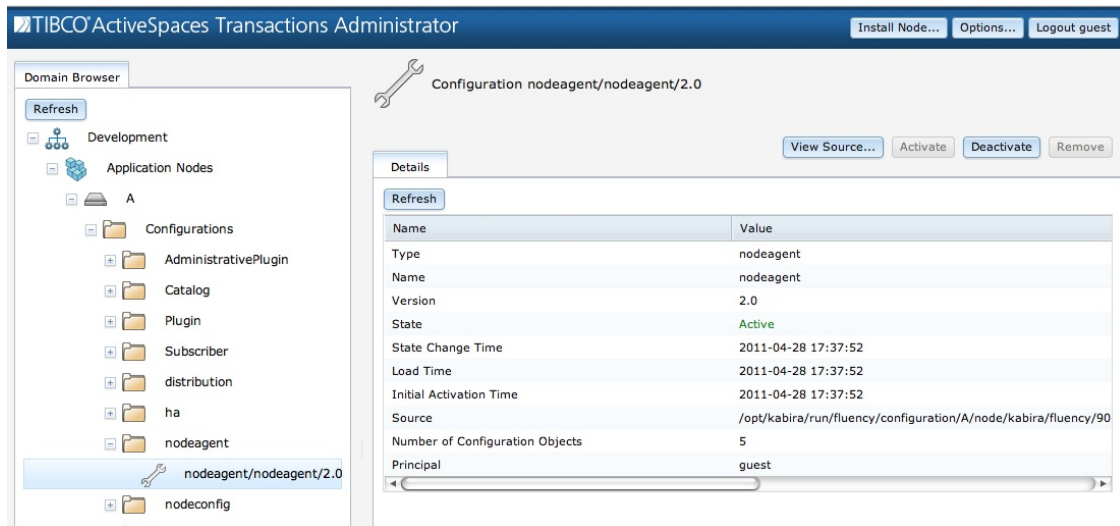 TIBCO® ActiveSpaces Transactions Administrator
Install Node... Options... Logout guest
Domain Browser
Refresh
Development
Application Nodes
A
Configurations
AdministrativePlugin
Catalog
Plugin
Subscriber
distribution
ha
nodeagent
nodeagent/nodeagent/2.0
nodeconfig
Configuration nodeagent/nodeagent/2.0
View Source... Activate Deactivate Remove
Details
Refresh
Name Value
Type nodeagent
Name nodeagent
Version 2.0
State Active
State Change Time 2011-04-28 17:37:52
Load Time 2011-04-28 17:37:52
Initial Activation Time 2011-04-28 17:37:52
Source /opt/kabira/run/fluency/configuration/A/node/kabira/fluency/90
Number of Configuration Objects 5
Principal guest